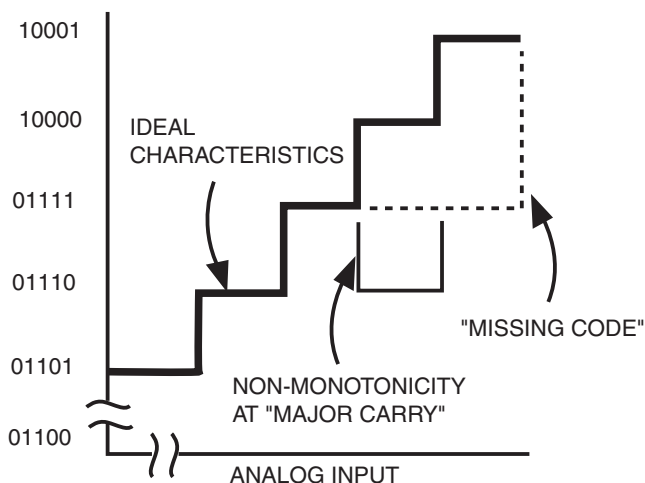 10001
10000
IDEAL
CHARACTERISTICS
01111
01110
"MISSING CODE"
01101
NON-MONOTONICITY
AT "MAJOR CARRY"
01100
ANALOG INPUT